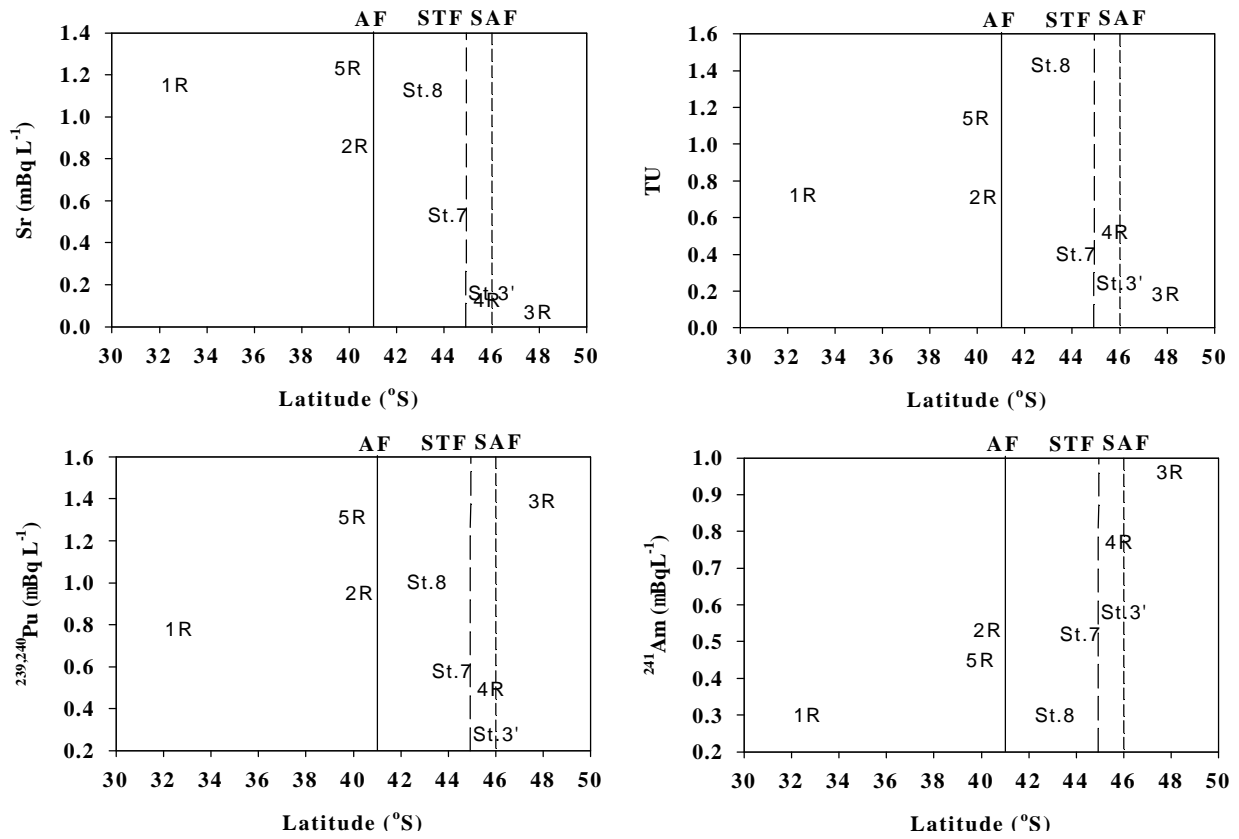 AF STF SAF
1.4
1.2
1.0
0.8
0.6
0.4
0.2
0.0
Sr (mBq L⁻¹)
1R
5R
2R
St.8
St.7
St.3'
4R
3R
30 32 34 36 38 40 42 44 46 48 50
Latitude (°S)
AF STF SAF
1.6
1.4
1.2
1.0
0.8
0.6
0.4
0.2
0.0
TU
1R
5R
2R
St.8
St.7
4R
St.3'
3R
30 32 34 36 38 40 42 44 46 48 50
Latitude (°S)
AF STF SAF
1.6
1.4
1.2
1.0
0.8
0.6
0.4
0.2
²³⁹,²⁴⁰Pu (mBq L⁻¹)
1R
5R
2R
St.8
St.7
4R
St.3'
3R
30 32 34 36 38 40 42 44 46 48 50
Latitude (°S)
AF STF SAF
1.0
0.9
0.8
0.7
0.6
0.5
0.4
0.3
0.2
²⁴¹Am (mBqL⁻¹)
1R
2R
5R
St.8
St.7
St.3'
4R
3R
30 32 34 36 38 40 42 44 46 48 50
Latitude (°S)